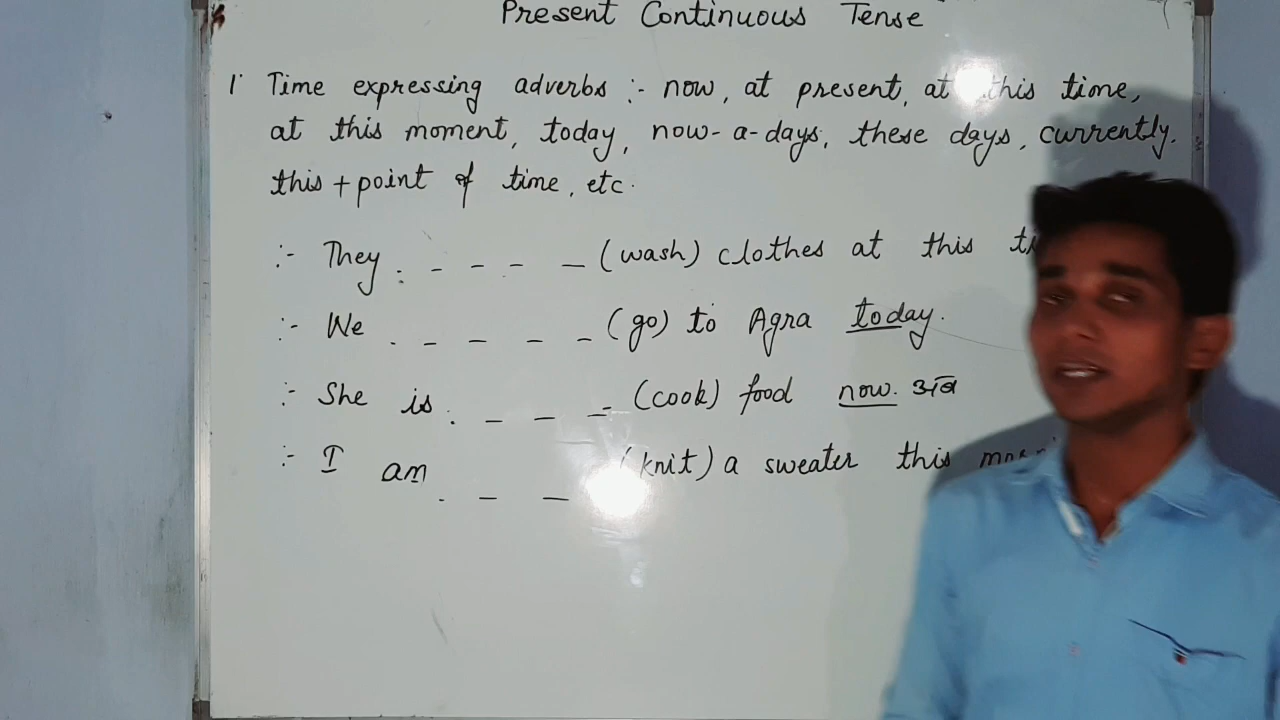 Present Continuous Tense
1. Time expressing adverbs :- now, at present, at this time,
at this moment, today, now-a-days, these days, currently.
this + point of time, etc.
:- They . - - - - (wash) clothes at this
:- We . - - - - (go) to Agra today.
:- She is . - - - (cook) food now. अब
:- I am . - - (knit) a sweater this